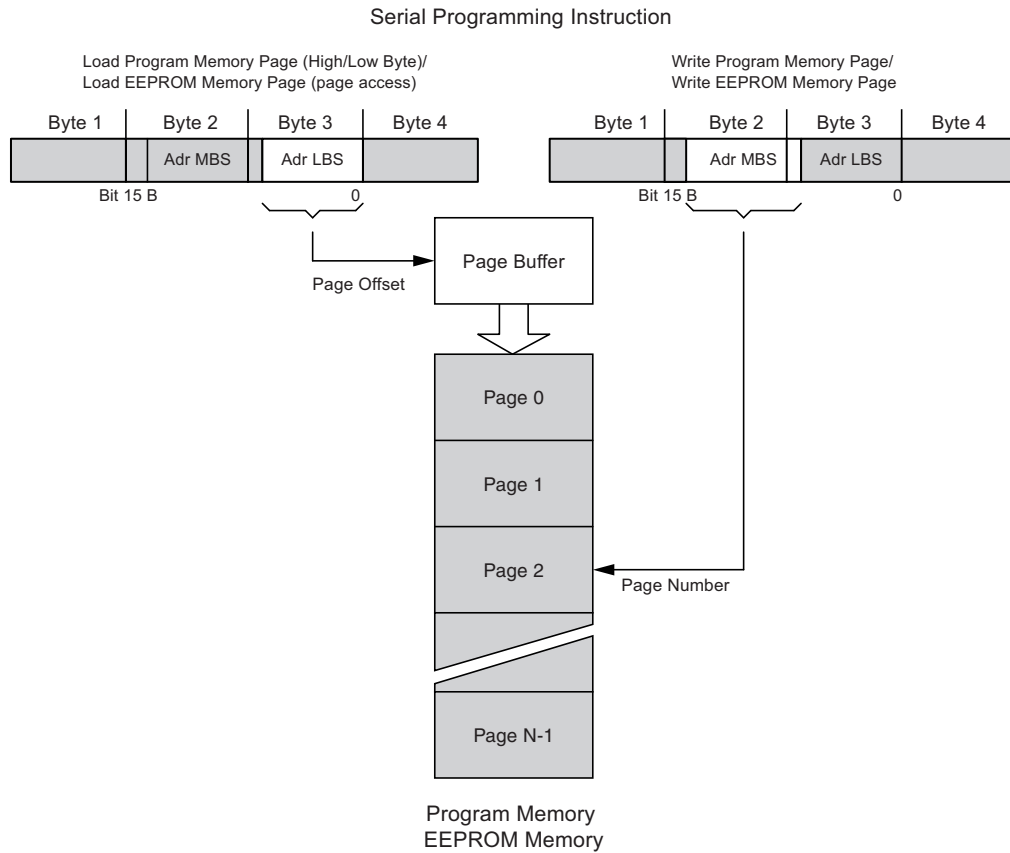 Serial Programming Instruction
Load Program Memory Page (High/Low Byte)/
Load EEPROM Memory Page (page access)
Write Program Memory Page/
Write EEPROM Memory Page
Byte 1 Byte 2 Byte 3 Byte 4
Byte 1 Byte 2 Byte 3 Byte 4
Adr MBS Adr LBS
Adr MBS Adr LBS
Bit 15 B 0
Bit 15 B 0
Page Buffer
Page Offset
Page 0
Page 1
Page 2
Page Number
Page N-1
Program Memory
EEPROM Memory